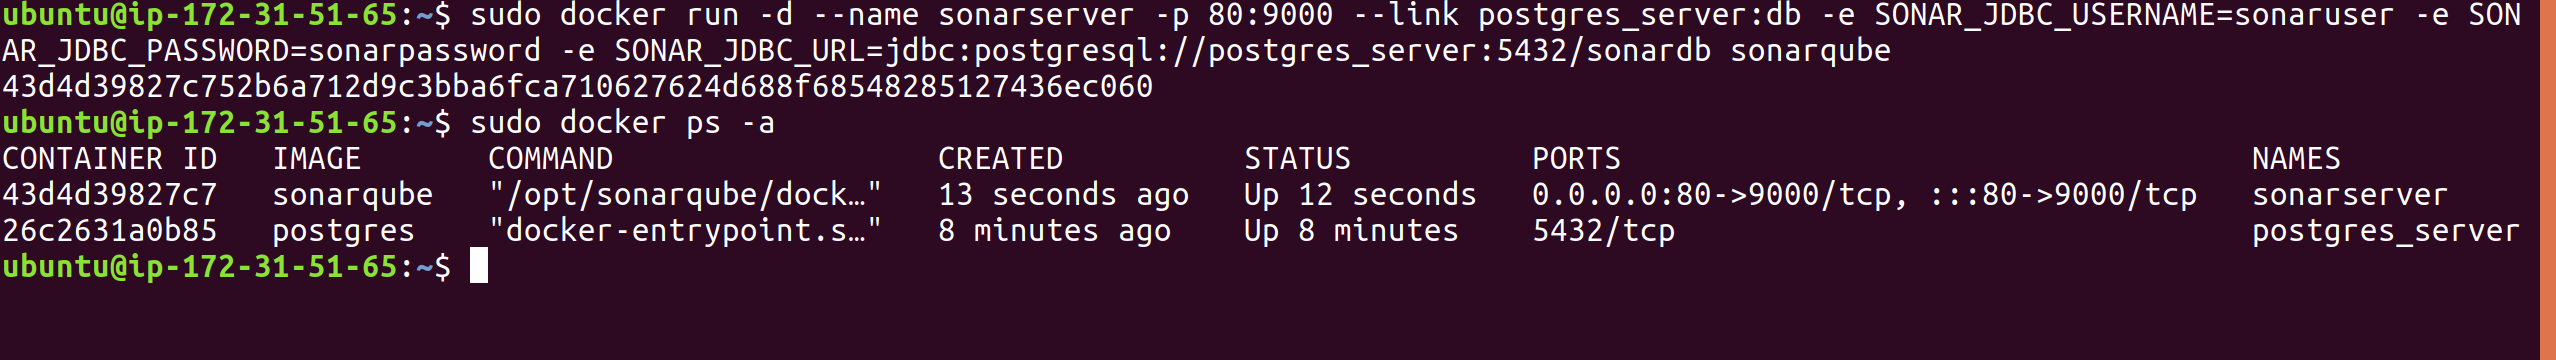 ubuntu@ip-172-31-51-65:~$ sudo docker run -d --name sonarserver -p 80:9000 --link postgres_server:db -e SONAR_JDBC_USERNAME=sonaruser -e SON
AR_JDBC_PASSWORD=sonarpassword -e SONAR_JDBC_URL=jdbc:postgresql://postgres_server:5432/sonardb sonarqube
43d4d39827c752b6a712d9c3bba6fca710627624d688f68548285127436ec060
ubuntu@ip-172-31-51-65:~$ sudo docker ps -a
CONTAINER ID   IMAGE       COMMAND                  CREATED          STATUS          PORTS                                   NAMES
43d4d39827c7   sonarqube   "/opt/sonarqube/dock…"   13 seconds ago   Up 12 seconds   0.0.0.0:80->9000/tcp, :::80->9000/tcp   sonarserver
26c2631a0b85   postgres    "docker-entrypoint.s…"   8 minutes ago    Up 8 minutes    5432/tcp                                postgres_server
ubuntu@ip-172-31-51-65:~$